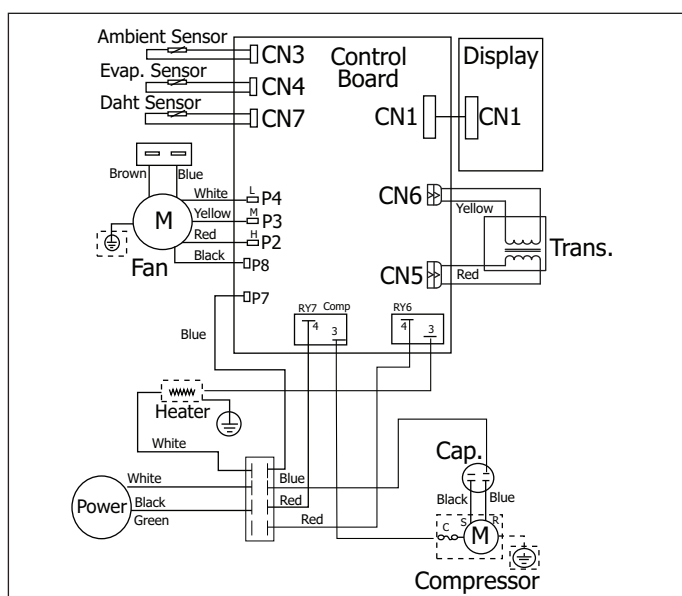 Ambient Sensor
CN3
Evap. Sensor
CN4
Daht Sensor
CN7
Control
Board
Display
CN1
CN1
Brown
Blue
White
L
P4
Yellow
M
P3
Red
H
P2
Black
P8
M
Fan
P7
Blue
CN6
Yellow
CN5
Red
Trans.
RY7
Comp
4
3
RY6
4
3
Heater
White
White
Black
Green
Power
Blue
Red
Red
Cap.
Black
Blue
C
S
R
M
Compressor